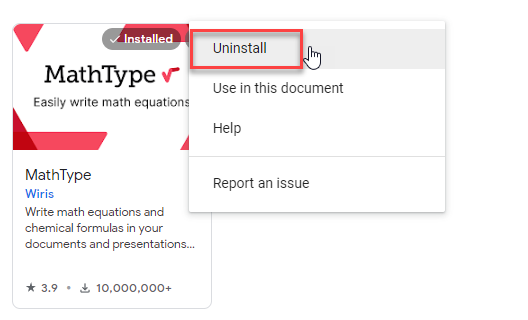 Installed
MathType
Easily write math equations
MathType
Wiris
Write math equations and
chemical formulas in your
documents and presentations...
3.9 • 10,000,000+
Uninstall
Use in this document
Help
Report an issue